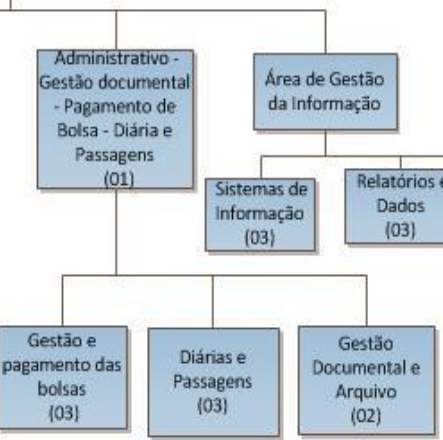 Administrativo -
Gestão documental
- Pagamento de
Bolsa - Diária e
Passagens
(01)
Área de Gestão
da Informação
Sistemas de
Informação
(03)
Relatórios e
Dados
(03)
Gestão e
pagamento das
bolsas
(03)
Diárias e
Passagens
(03)
Gestão
Documental e
Arquivo
(02)